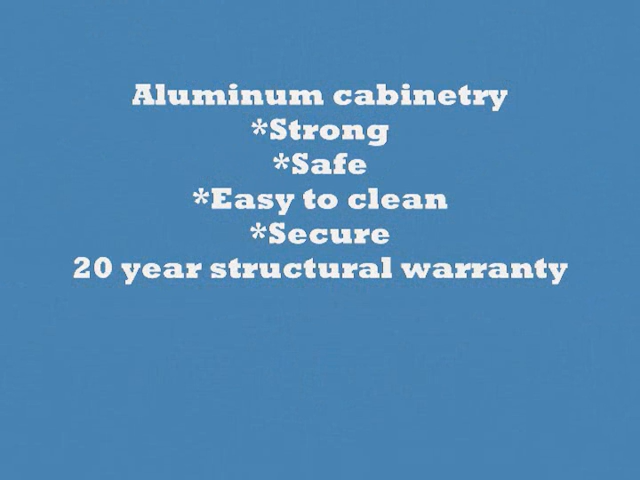 Aluminum cabinetry
*Strong
*Safe
*Easy to clean
*Secure
20 year structural warranty